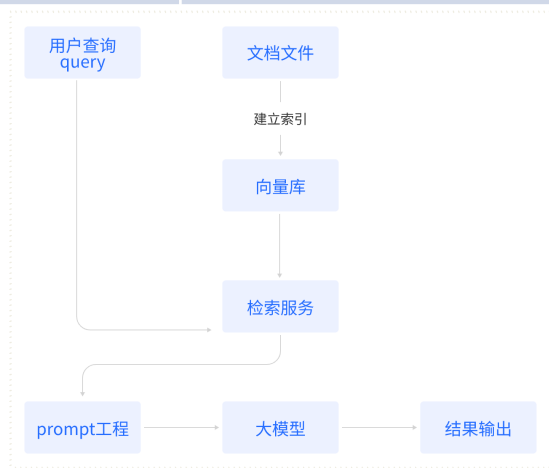 用户查询
query
文档文件
建立索引
向量库
检索服务
prompt工程
大模型
结果输出